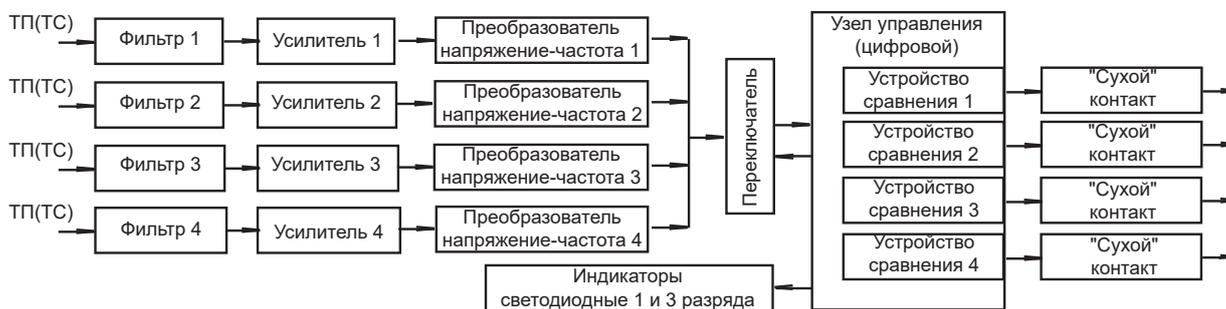 ТП(ТС)
Фильтр 1
Усилитель 1
Преобразователь
напряжение-частота 1
ТП(ТС)
Фильтр 2
Усилитель 2
Преобразователь
напряжение-частота 2
ТП(ТС)
Фильтр 3
Усилитель 3
Преобразователь
напряжение-частота 3
ТП(ТС)
Фильтр 4
Усилитель 4
Преобразователь
напряжение-частота 4
Переключатель
Узел управления
(цифровой)
Устройство
сравнения 1
"Сухой"
контакт
Устройство
сравнения 2
"Сухой"
контакт
Устройство
сравнения 3
"Сухой"
контакт
Устройство
сравнения 4
"Сухой"
контакт
Индикаторы
светодиодные 1 и 3 разряда